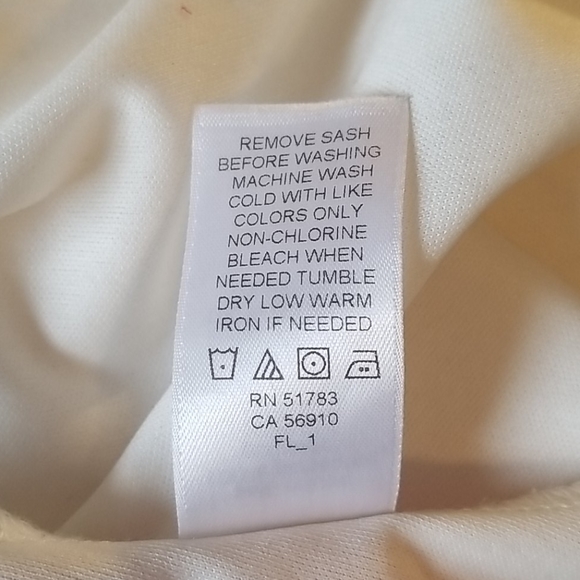 REMOVE SASH
BEFORE WASHING
MACHINE WASH
COLD WITH LIKE
COLORS ONLY
NON-CHLORINE
BLEACH WHEN
NEEDED TUMBLE
DRY LOW WARM
IRON IF NEEDED
RN 51783
CA 56910
FL_1